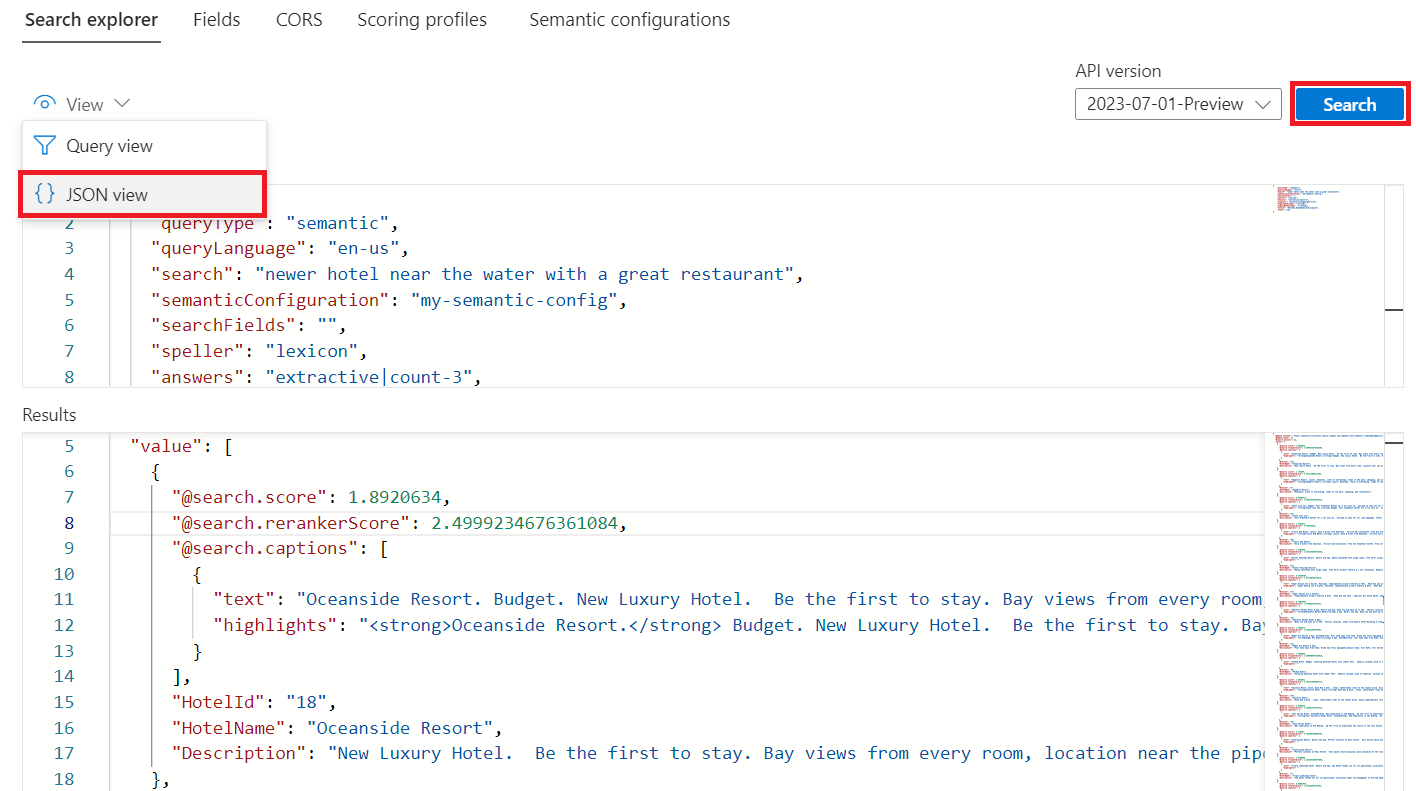 Search explorer Fields CORS Scoring profiles Semantic configurations
API version
View 2023-07-01-Preview Search
Query view
{} JSON view
2 "queryType": "semantic",
3 "queryLanguage": "en-us",
4 "search": "newer hotel near the water with a great restaurant",
5 "semanticConfiguration": "my-semantic-config",
6 "searchFields": "",
7 "speller": "lexicon",
8 "answers": "extractive|count-3",
Results
5 "value": [
6 {
7 "@search.score": 1.8920634,
8 "@search.rerankerScore": 2.4999234676361084,
9 "@search.captions": [
10 {
11 "text": "Oceanside Resort. Budget. New Luxury Hotel.  Be the first to stay. Bay views from every room,
12 "highlights": "<strong>Oceanside Resort.</strong> Budget. New Luxury Hotel.  Be the first to stay. Bay
13 }
14 ],
15 "HotelId": "18",
16 "HotelName": "Oceanside Resort",
17 "Description": "New Luxury Hotel.  Be the first to stay. Bay views from every room, location near the pipe
18 },